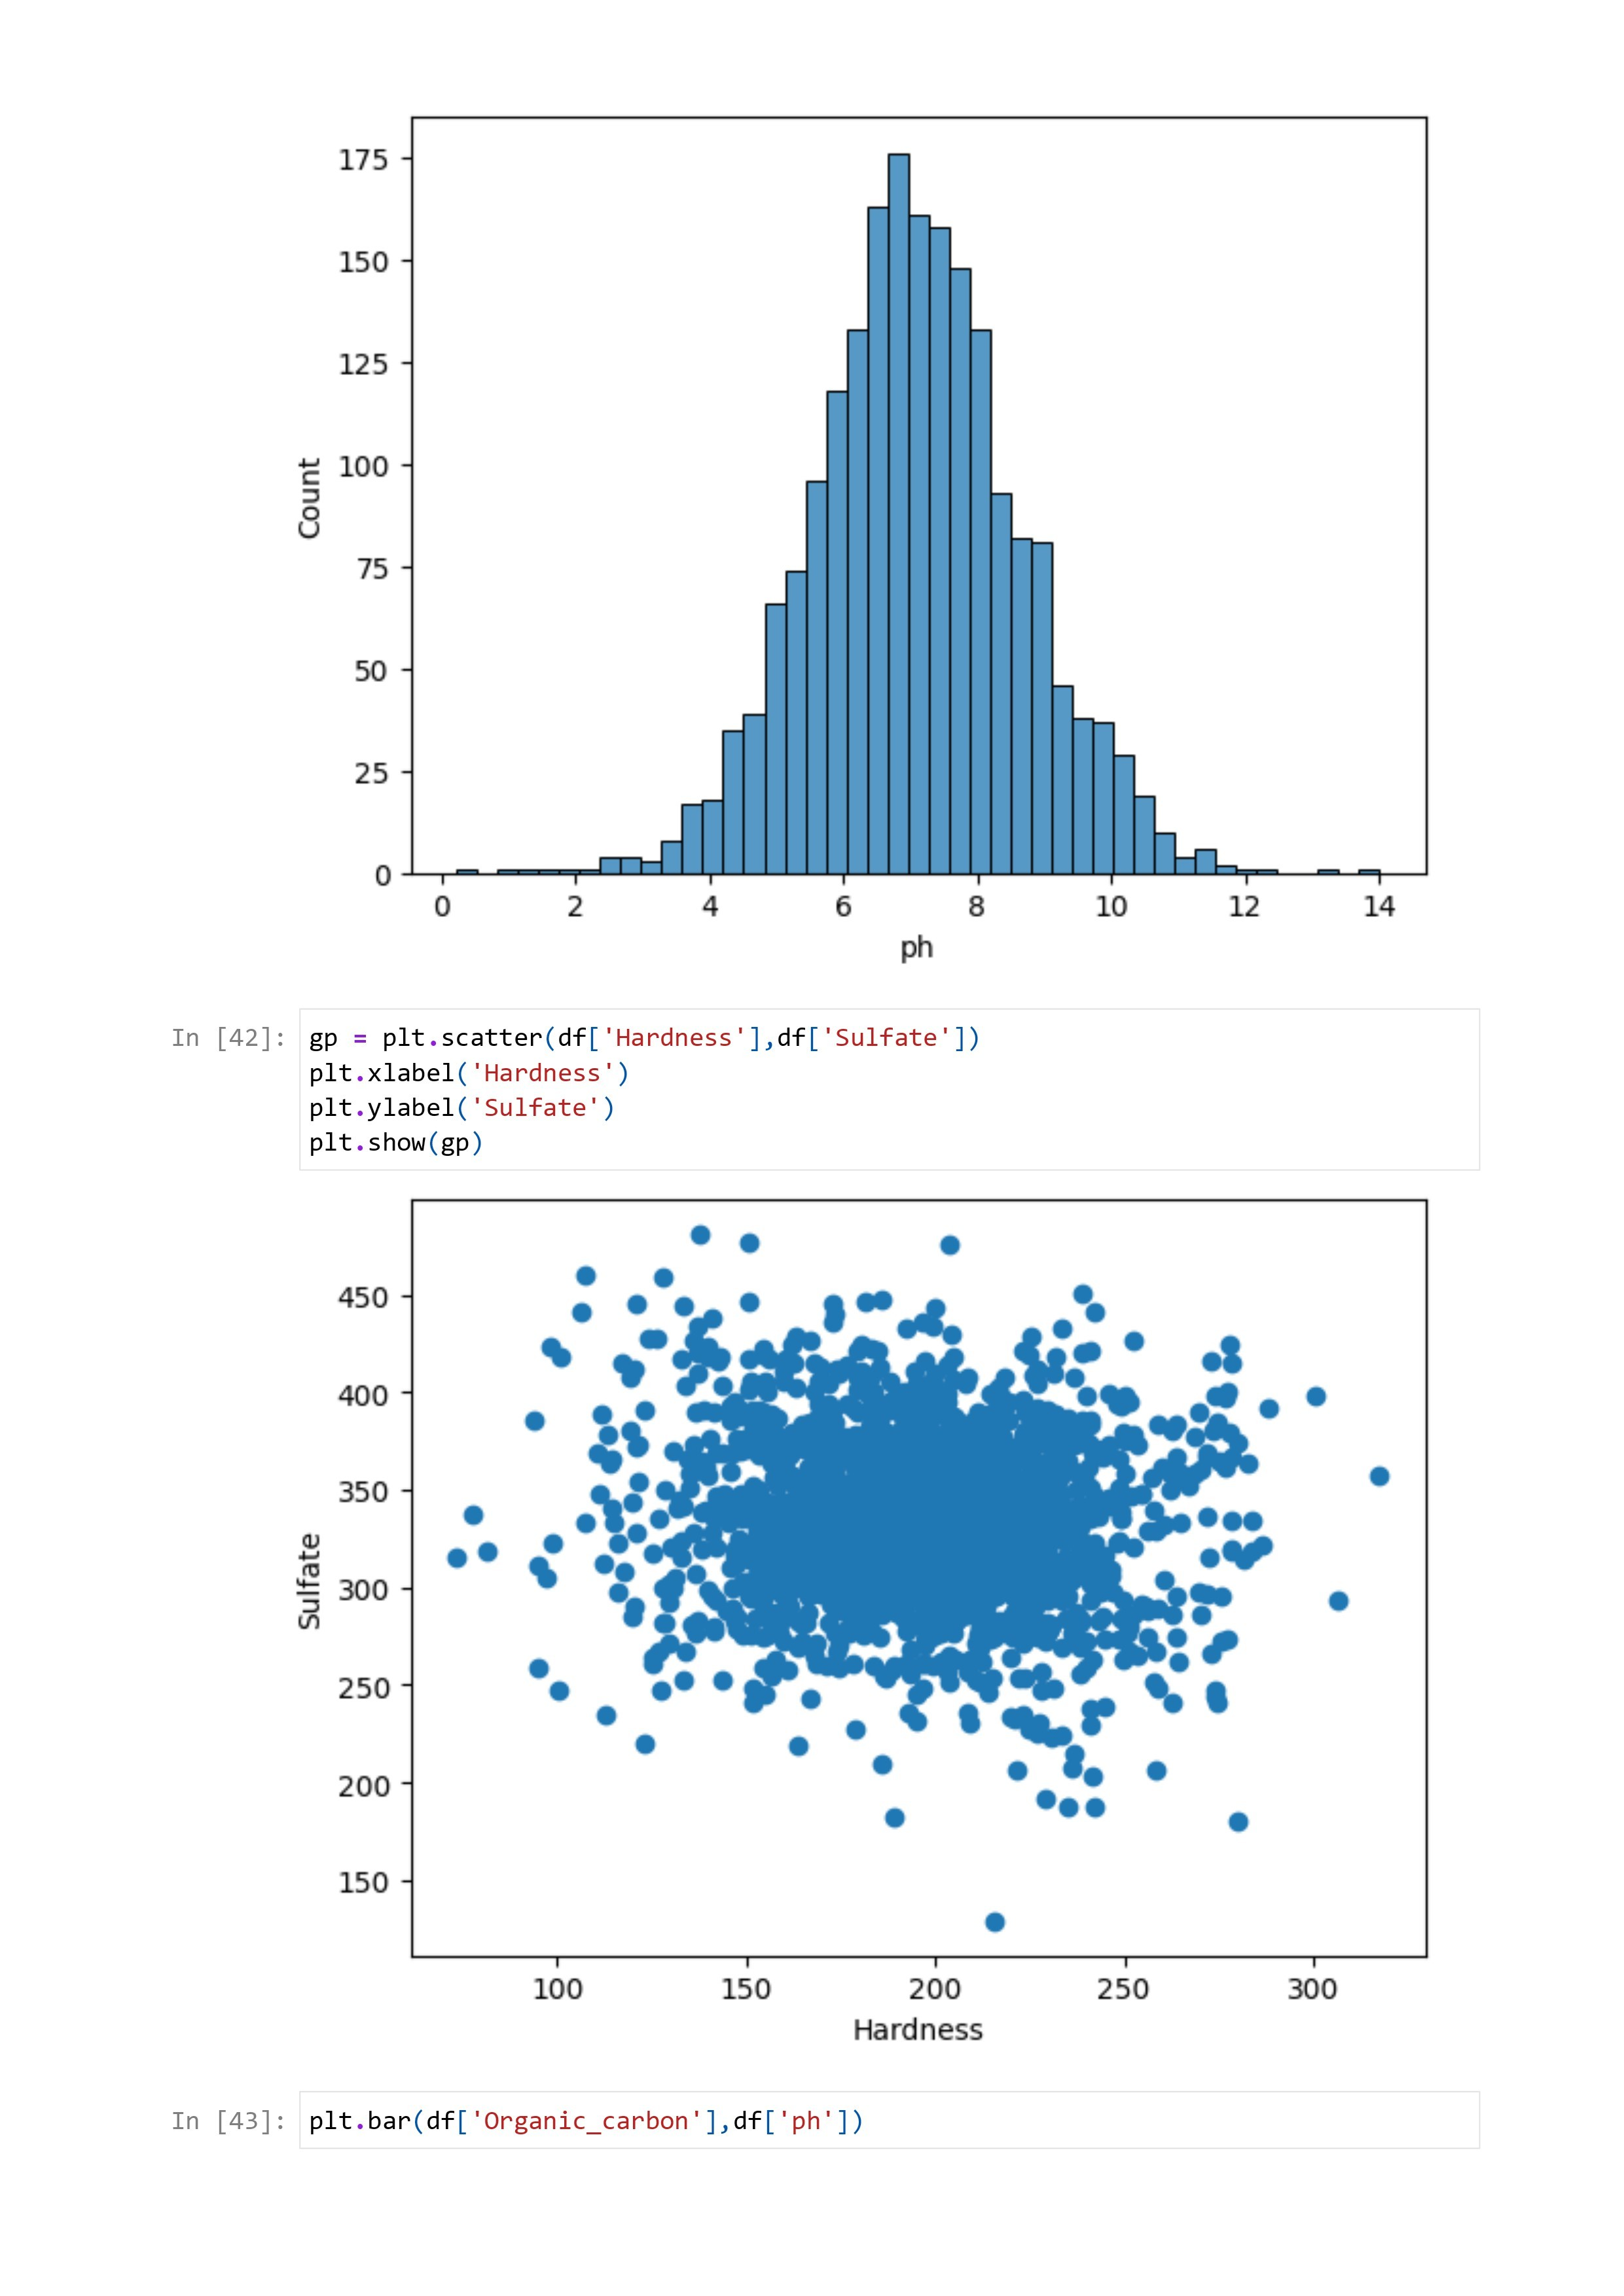 175
150
125
100
75
50
25
0
Count
0 2 4 6 8 10 12 14
ph
In [42]: gp = plt.scatter(df['Hardness'],df['Sulfate'])
plt.xlabel('Hardness')
plt.ylabel('Sulfate')
plt.show(gp)
450
400
350
300
250
200
150
Sulfate
100 150 200 250 300
Hardness
In [43]: plt.bar(df['Organic_carbon'],df['ph'])